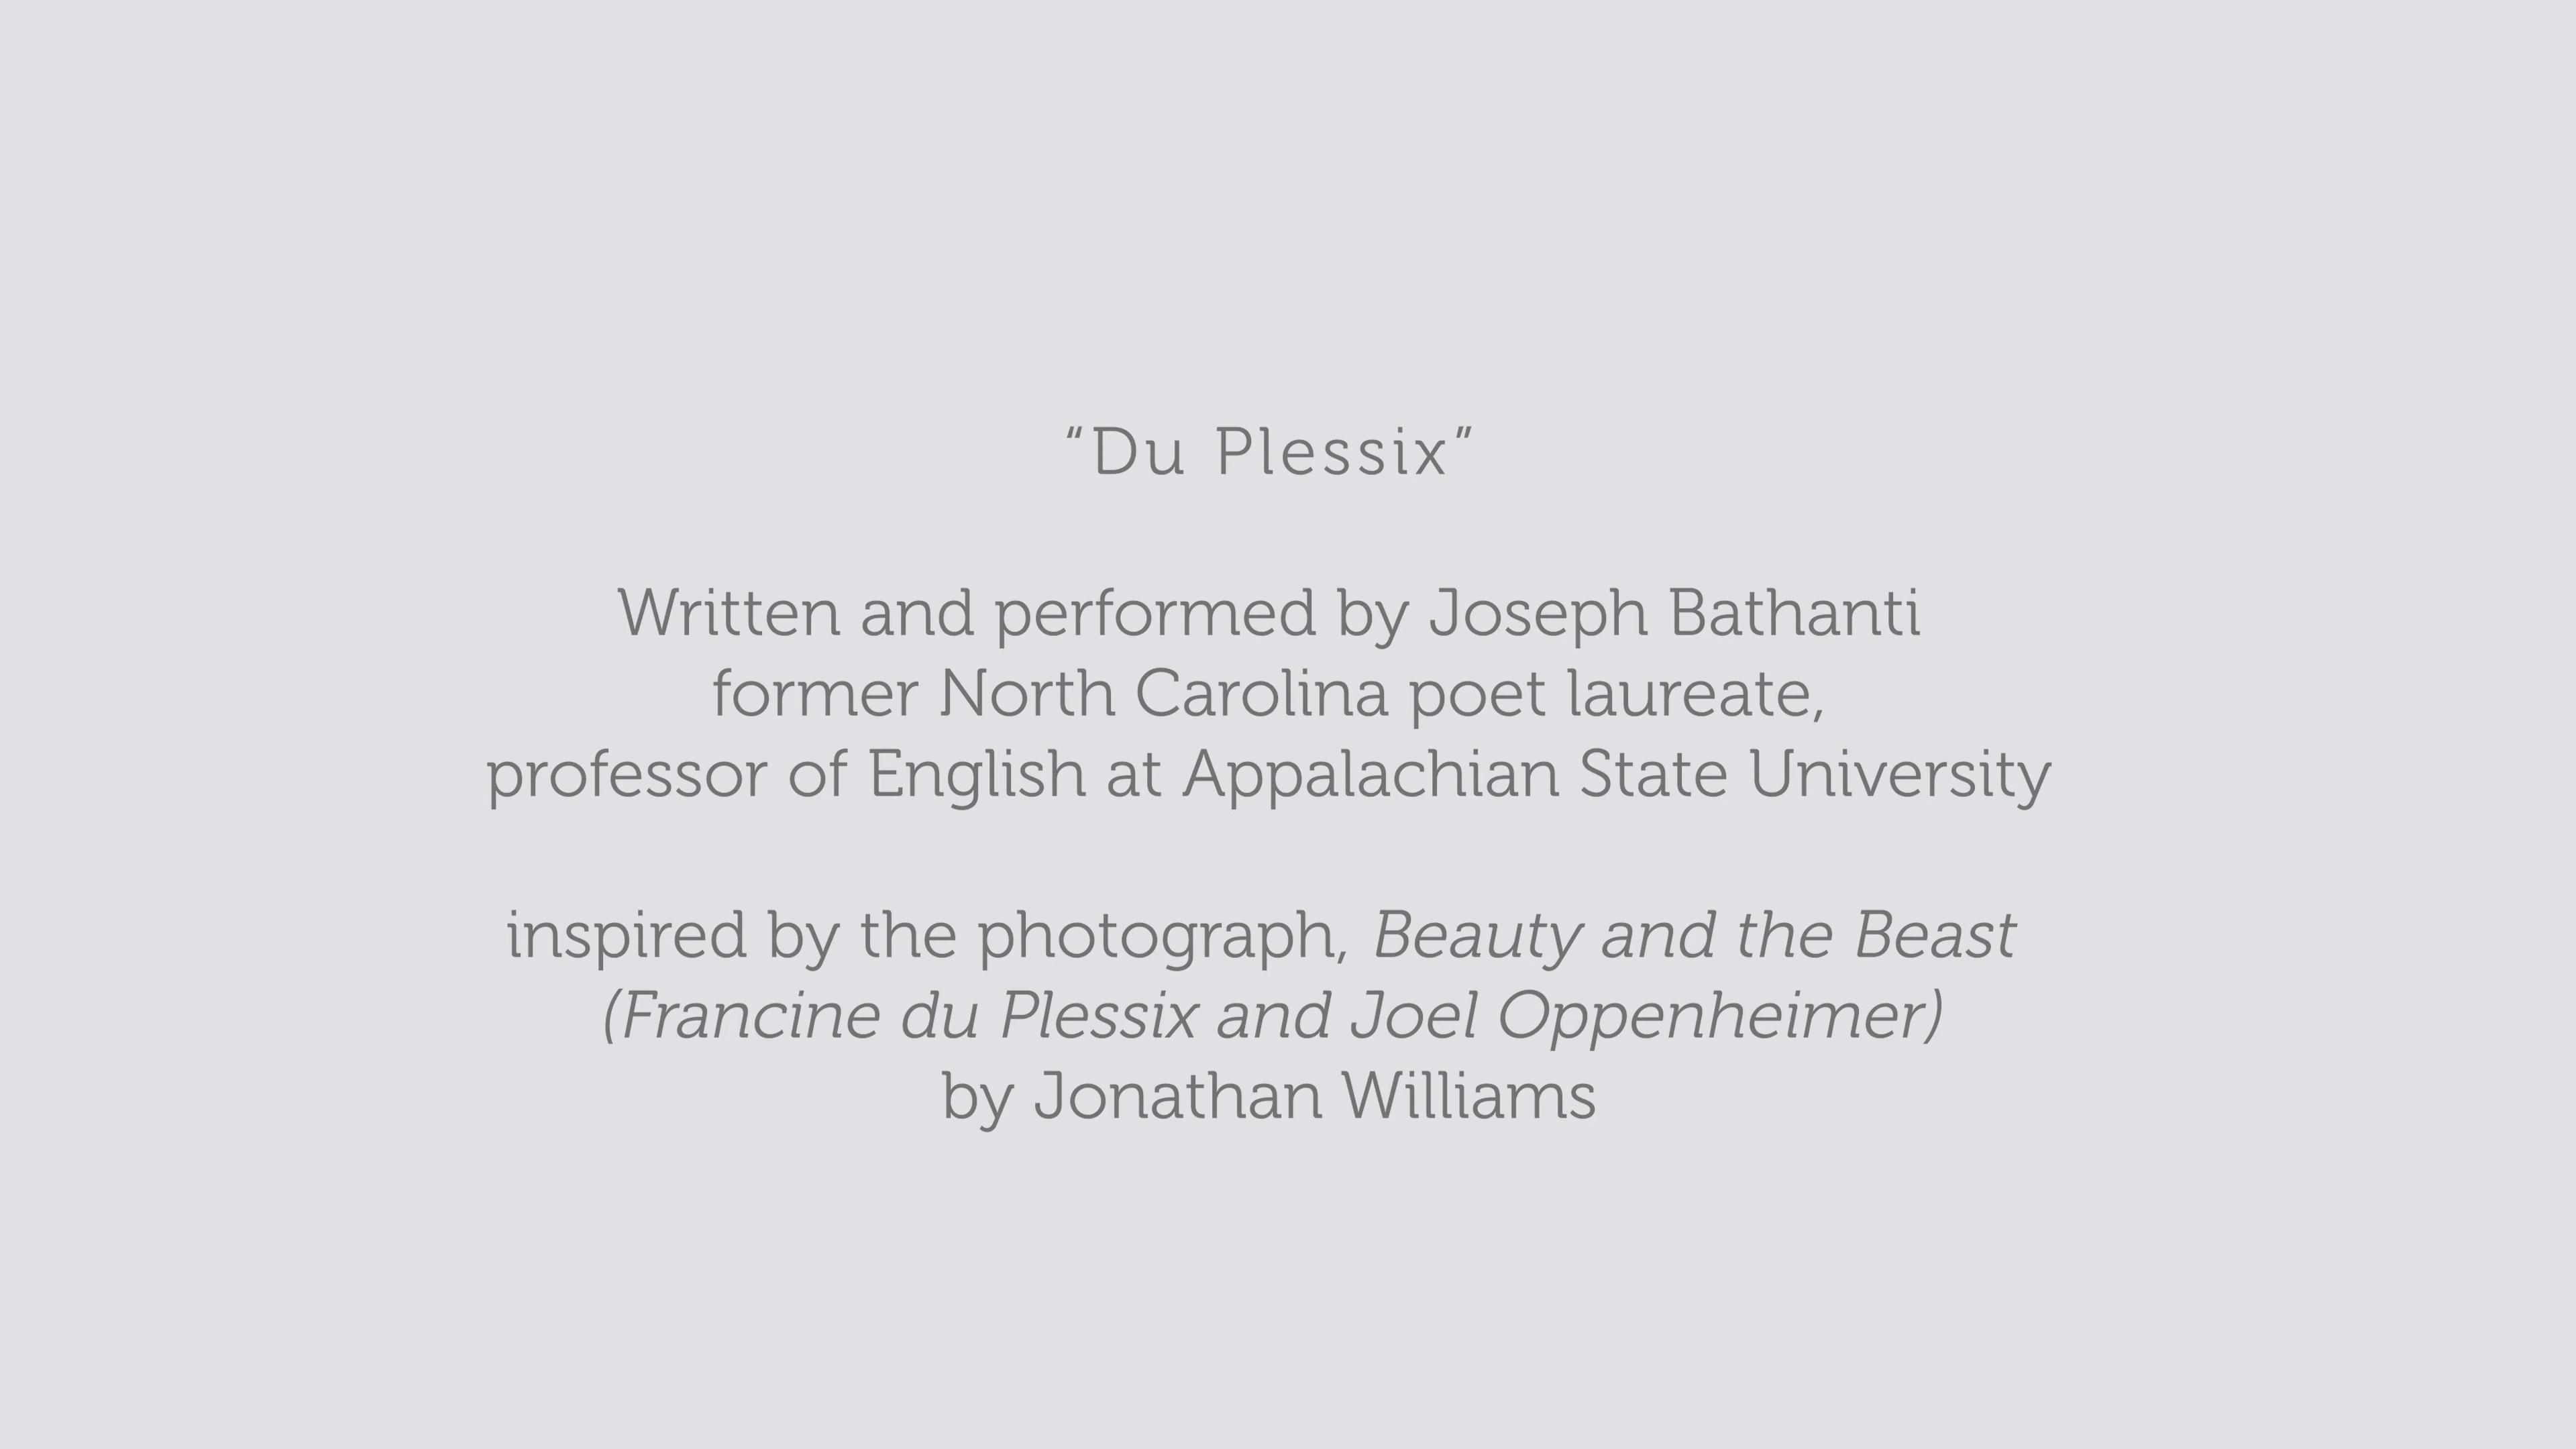 “Du Plessix”
Written and performed by Joseph Bathanti
former North Carolina poet laureate,
professor of English at Appalachian State University
inspired by the photograph, Beauty and the Beast
(Francine du Plessix and Joel Oppenheimer)
by Jonathan Williams